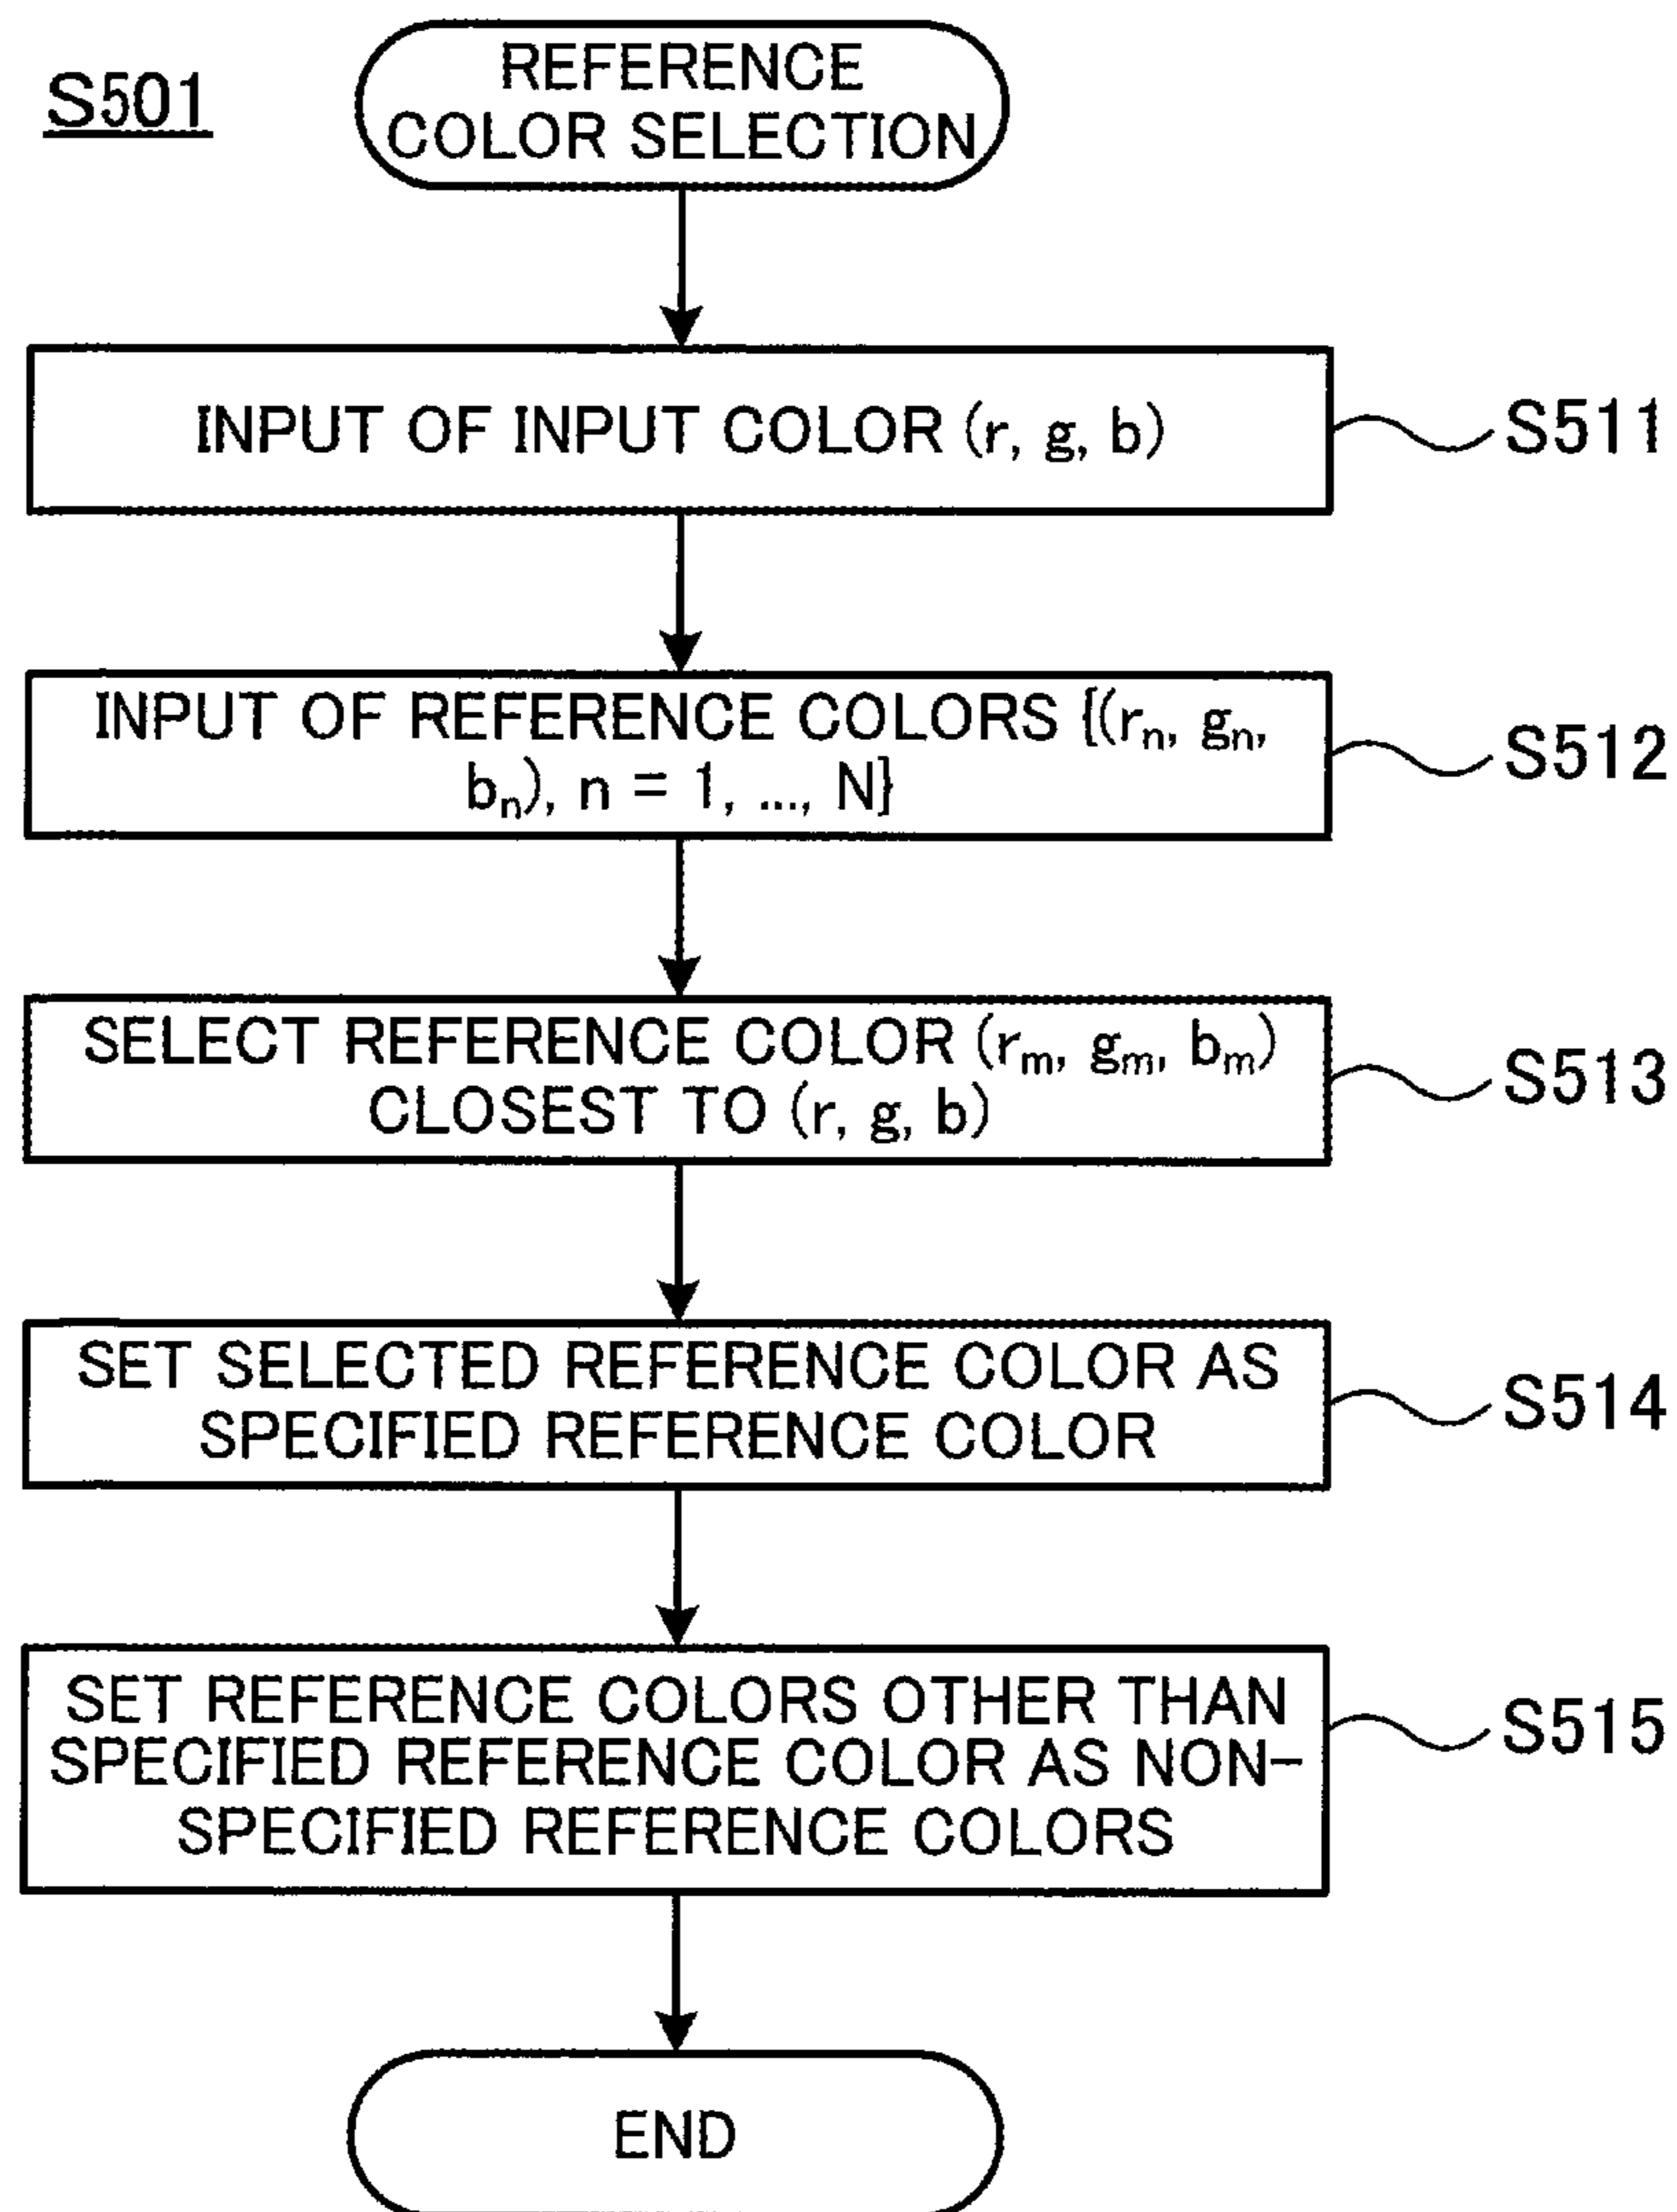 S501
REFERENCE
COLOR SELECTION
INPUT OF INPUT COLOR (r, g, b)
S511
INPUT OF REFERENCE COLORS {(rₙ, gₙ,
bₙ), n = 1, ..., N}
S512
SELECT REFERENCE COLOR (rₘ, gₘ, bₘ)
CLOSEST TO (r, g, b)
S513
SET SELECTED REFERENCE COLOR AS
SPECIFIED REFERENCE COLOR
S514
SET REFERENCE COLORS OTHER THAN
SPECIFIED REFERENCE COLOR AS NON-
SPECIFIED REFERENCE COLORS
S515
END